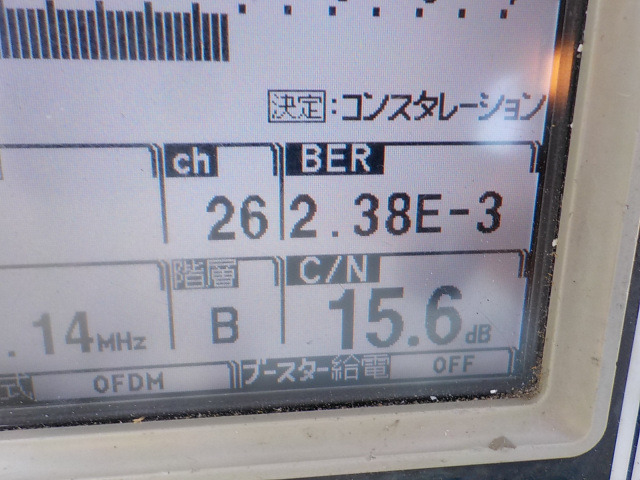 決定:コンスタレーション
ch BER
26 2.38E-3
階層 C/N
.14MHz B 15.6dB
式 OFDM ブースター給電 OFF